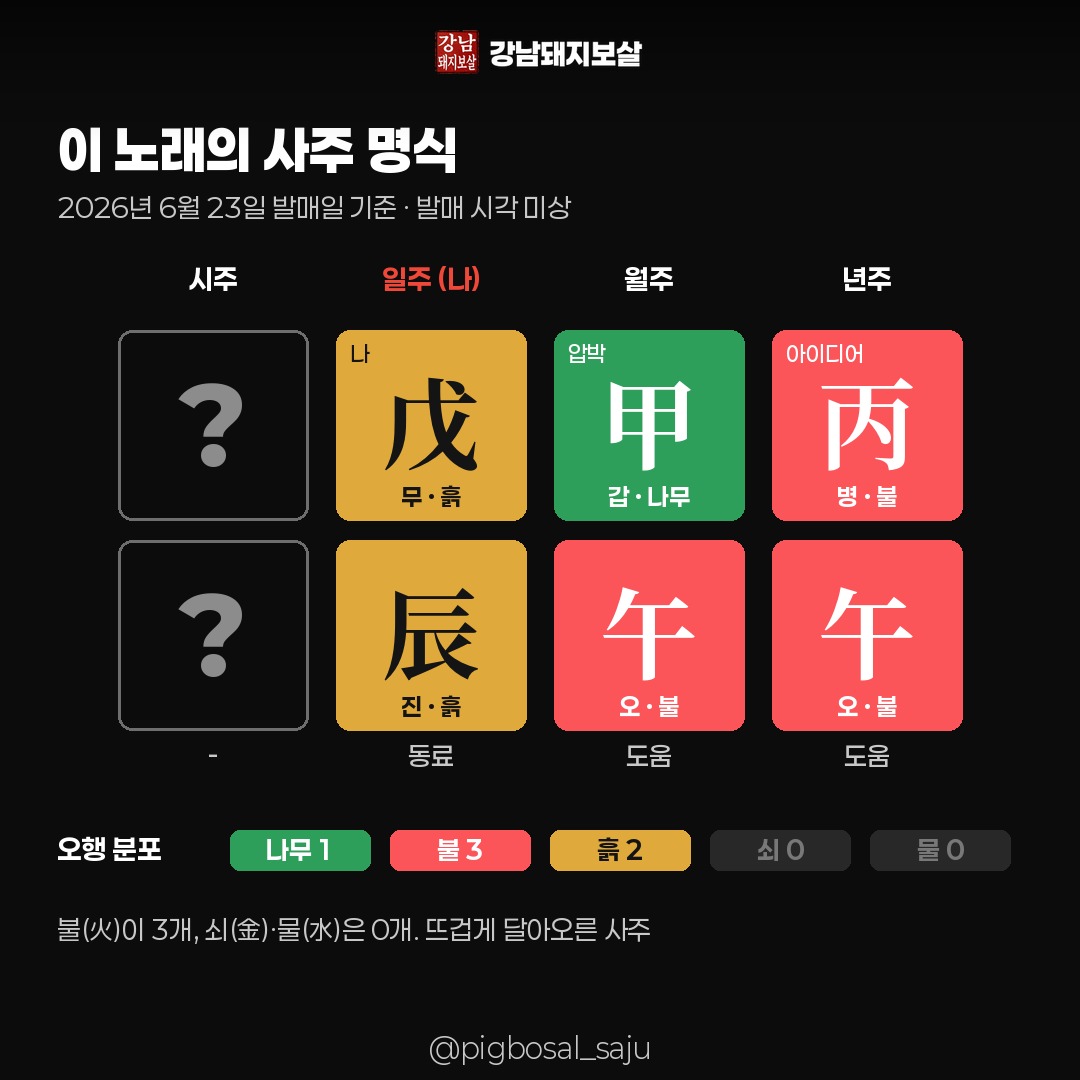 강남
돼지보살
강남돼지보살
이 노래의 사주 명식
2026년 6월 23일 발매일 기준 · 발매 시각 미상
시주 일주 (나) 월주 년주
나 압박 아이디어
? 戊 甲 丙
무 · 흙 갑 · 나무 병 · 불
? 辰 午 午
진 · 흙 오 · 불 오 · 불
- 동료 도움 도움
오행 분포 나무 1 불 3 흙 2 쇠 0 물 0
불(火)이 3개, 쇠(金)·물(水)은 0개. 뜨겁게 달아오른 사주
@pigbosal_saju